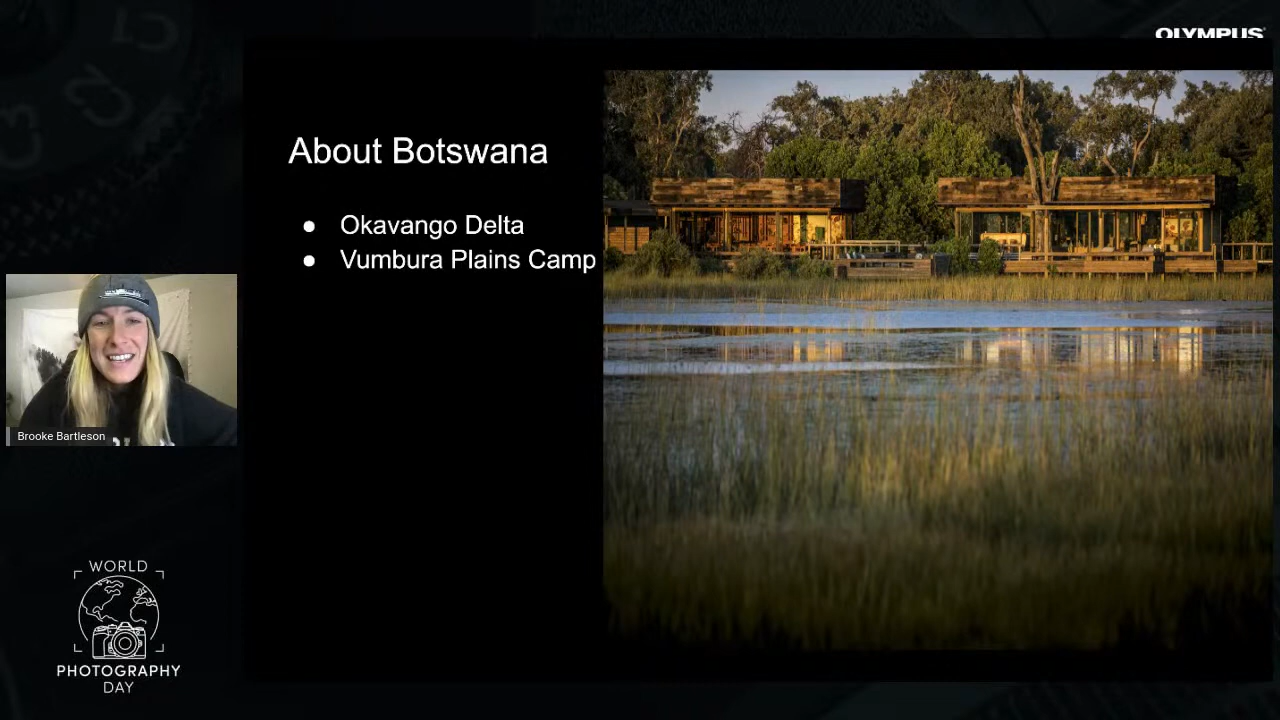 OLYMPUS
About Botswana
● Okavango Delta
● Vumbura Plains Camp
Brooke Bartleson
WORLD
PHOTOGRAPHY
DAY